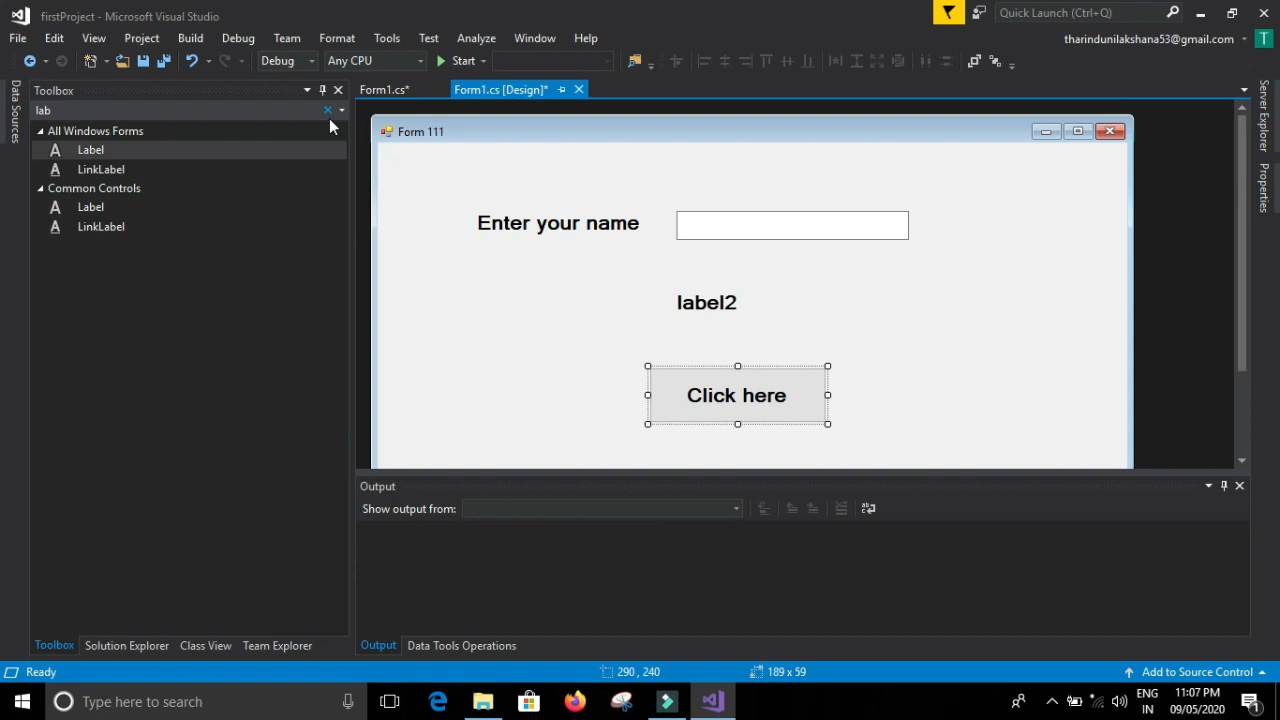 firstProject - Microsoft Visual Studio
Quick Launch (Ctrl+Q)
File Edit View Project Build Debug Team Format Tools Test Analyze Window Help
tharindunilakshana53@gmail.com T
Debug Any CPU Start
Data Sources
Toolbox
Form1.cs* Form1.cs [Design]*
lab
All Windows Forms
Label
LinkLabel
Common Controls
Label
LinkLabel
Form 111
Enter your name
label2
Click here
Server Explorer
Properties
Output
Show output from:
Toolbox Solution Explorer Class View Team Explorer
Output Data Tools Operations
Ready 290 , 240 189 x 59 Add to Source Control
Type here to search
ENG
IN
11:07 PM
09/05/2020
1